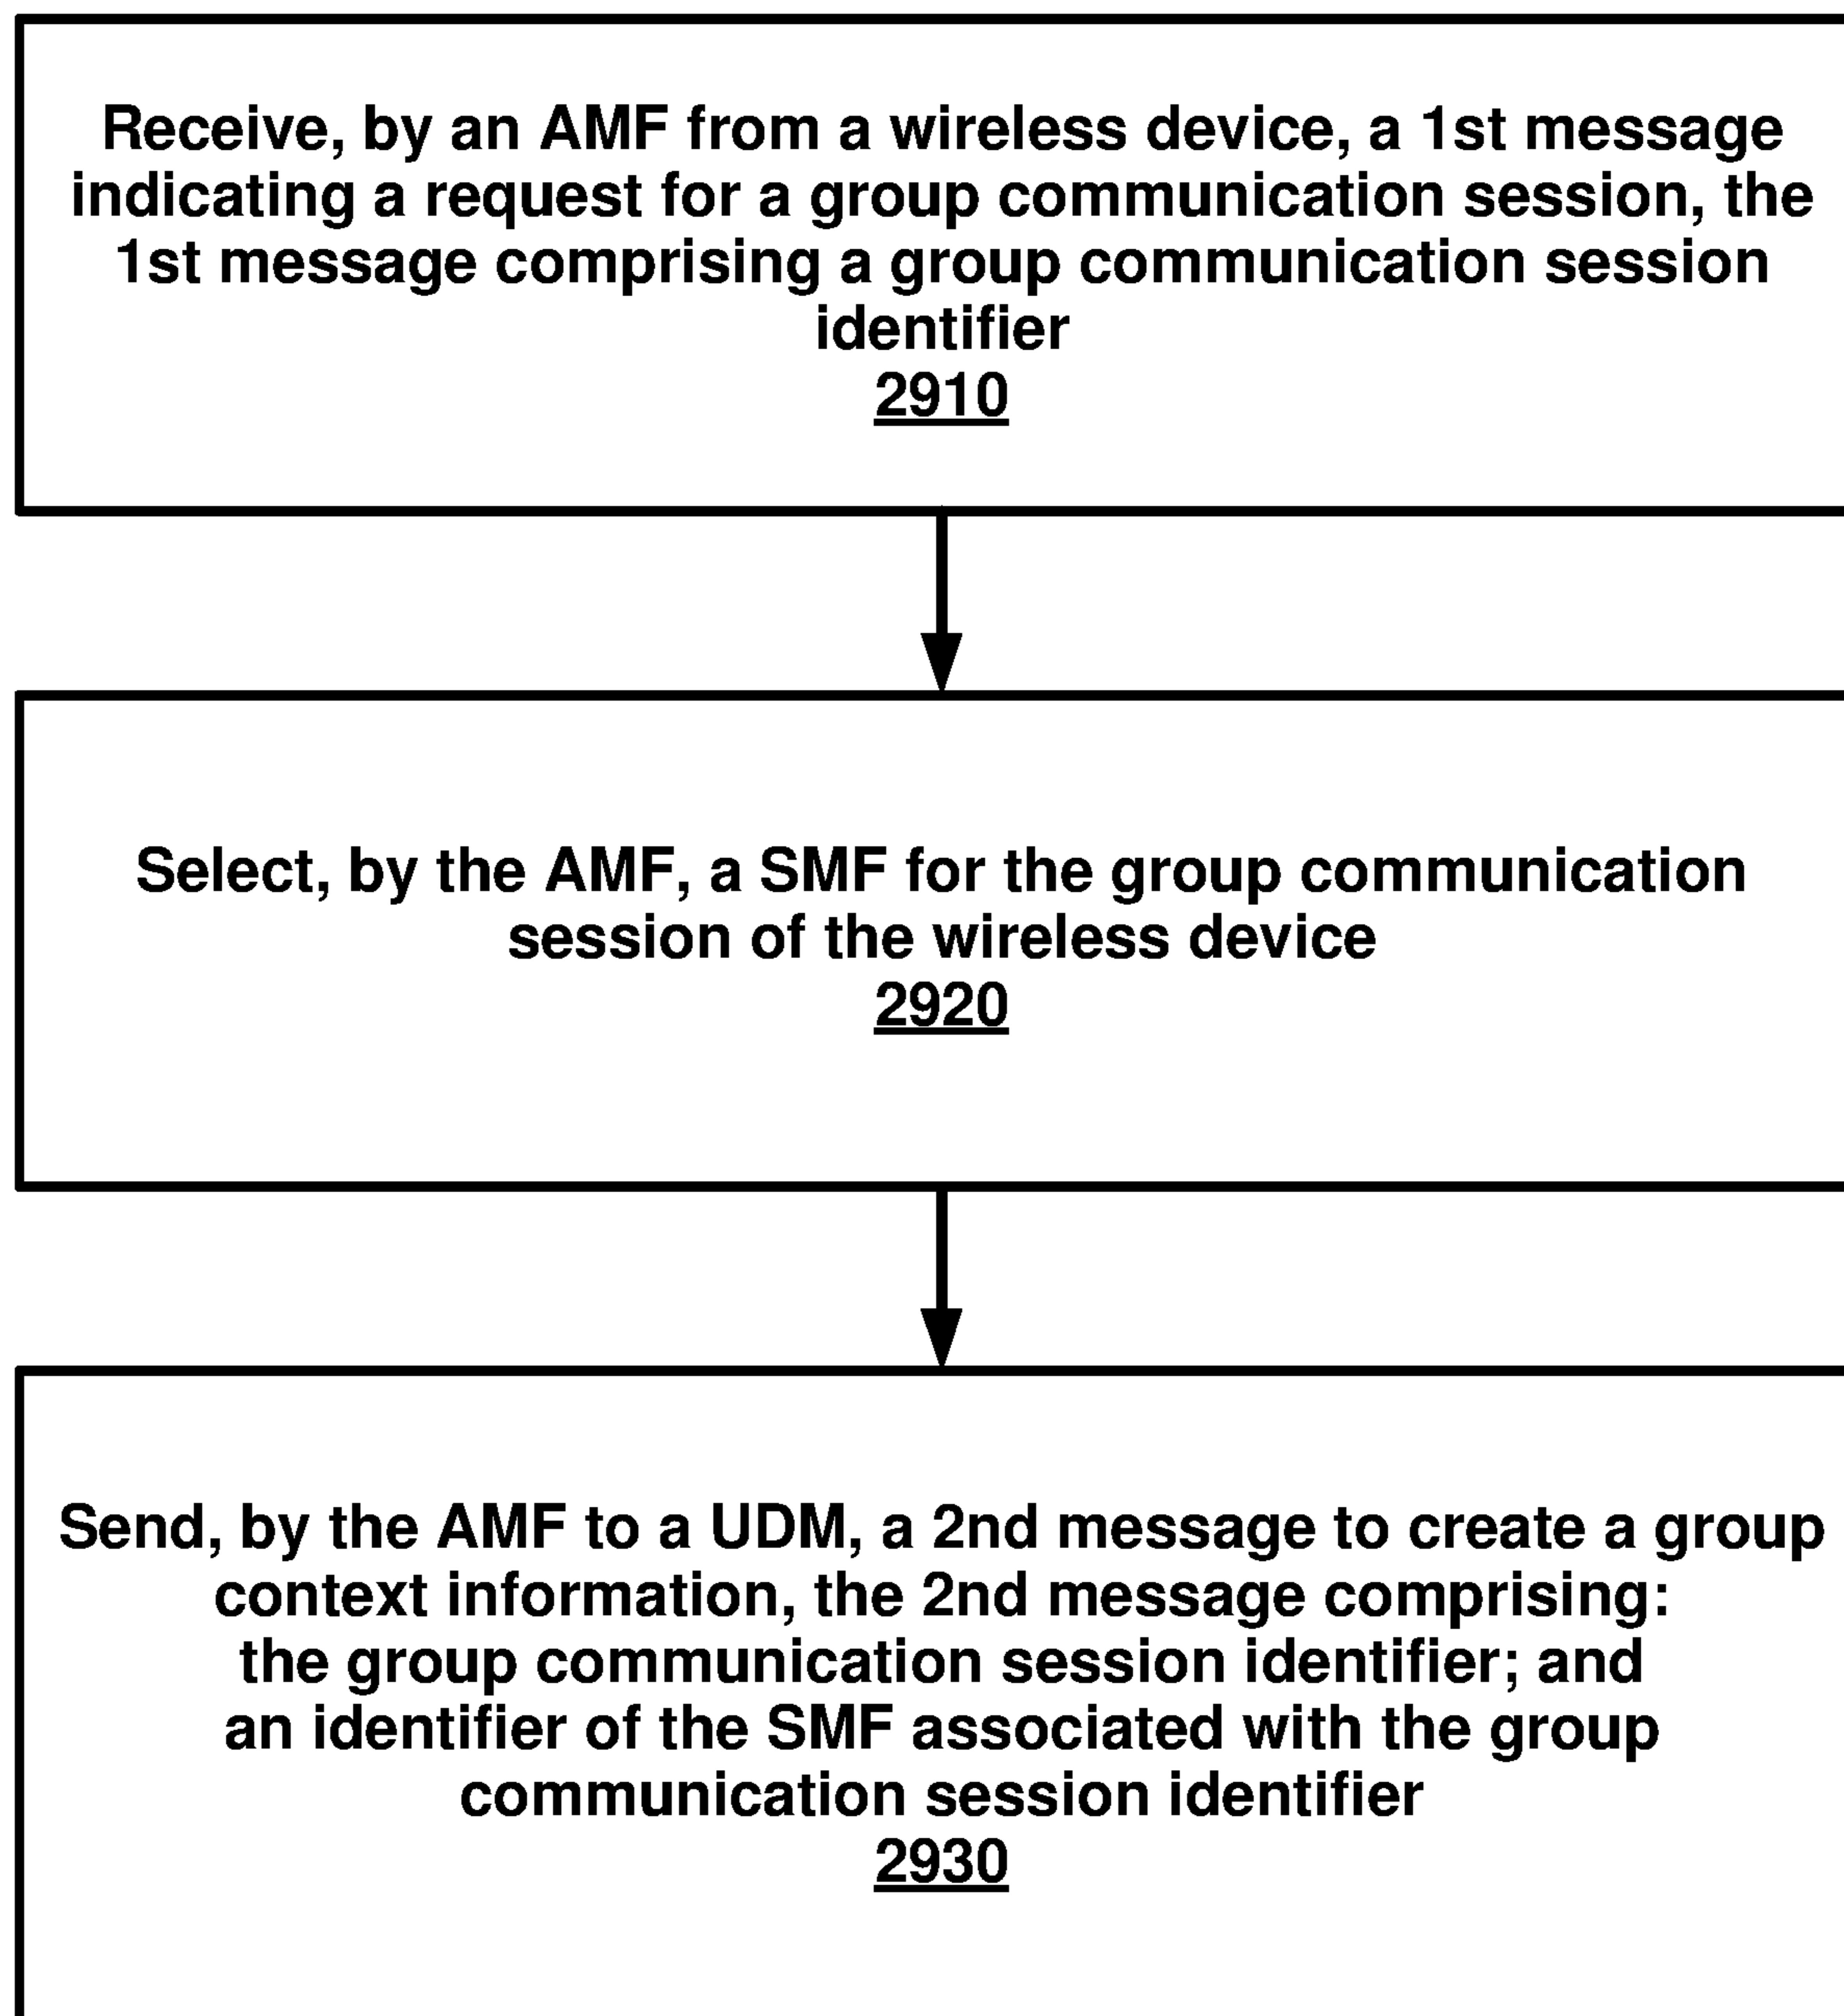 Receive, by an AMF from a wireless device, a 1st message
indicating a request for a group communication session, the
1st message comprising a group communication session
identifier
2910
Select, by the AMF, a SMF for the group communication
session of the wireless device
2920
Send, by the AMF to a UDM, a 2nd message to create a group
context information, the 2nd message comprising:
the group communication session identifier; and
an identifier of the SMF associated with the group
communication session identifier
2930